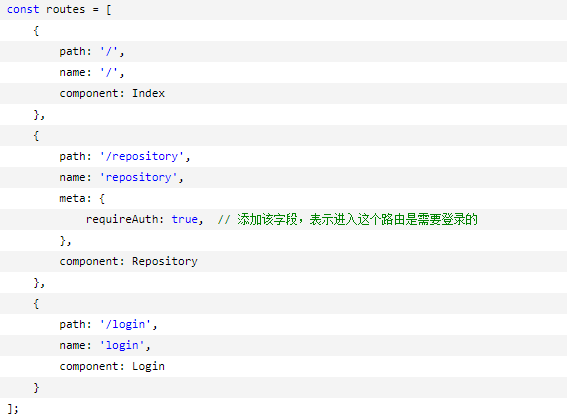 const routes = [
    {
        path: '/',
        name: '/',
        component: Index
    },
    {
        path: '/repository',
        name: 'repository',
        meta: {
            requireAuth: true,  // 添加该字段，表示进入这个路由是需要登录的
        },
        component: Repository
    },
    {
        path: '/login',
        name: 'login',
        component: Login
    }
];